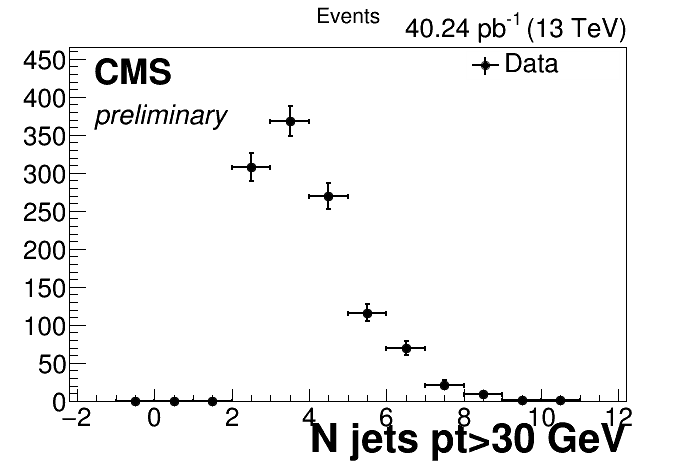 Events
40.24 pb-1 (13 TeV)
CMS
preliminary
Data
450
400
350
300
250
200
150
100
50
0
−2 0 2 4 6 8 10 12
N jets pt>30 GeV